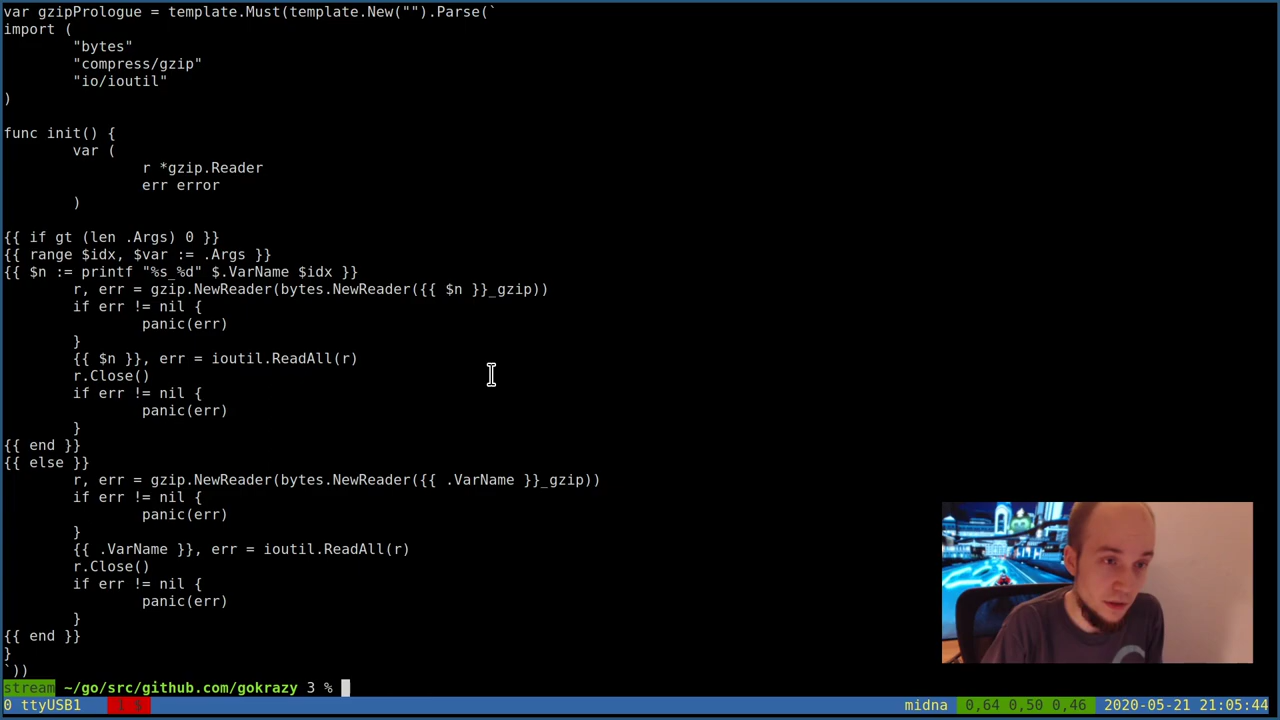 var gzipPrologue = template.Must(template.New("").Parse(`
import (
"bytes"
"compress/gzip"
"io/ioutil"
)
func init() {
var (
r *gzip.Reader
err error
)
{{ if gt (len .Args) 0 }}
{{ range $idx, $var := .Args }}
{{ $n := printf "%s_%d" $.VarName $idx }}
r, err = gzip.NewReader(bytes.NewReader({{ $n }}_gzip))
if err != nil {
panic(err)
}
{{ $n }}, err = ioutil.ReadAll(r)
r.Close()
if err != nil {
panic(err)
}
{{ end }}
{{ else }}
r, err = gzip.NewReader(bytes.NewReader({{ .VarName }}_gzip))
if err != nil {
panic(err)
}
{{ .VarName }}, err = ioutil.ReadAll(r)
r.Close()
if err != nil {
panic(err)
}
{{ end }}
}
`))
stream ~/go/src/github.com/gokrazy 3 %
0 ttyUSB1 1 $ midna 0,64 0,50 0,46 2020-05-21 21:05:44